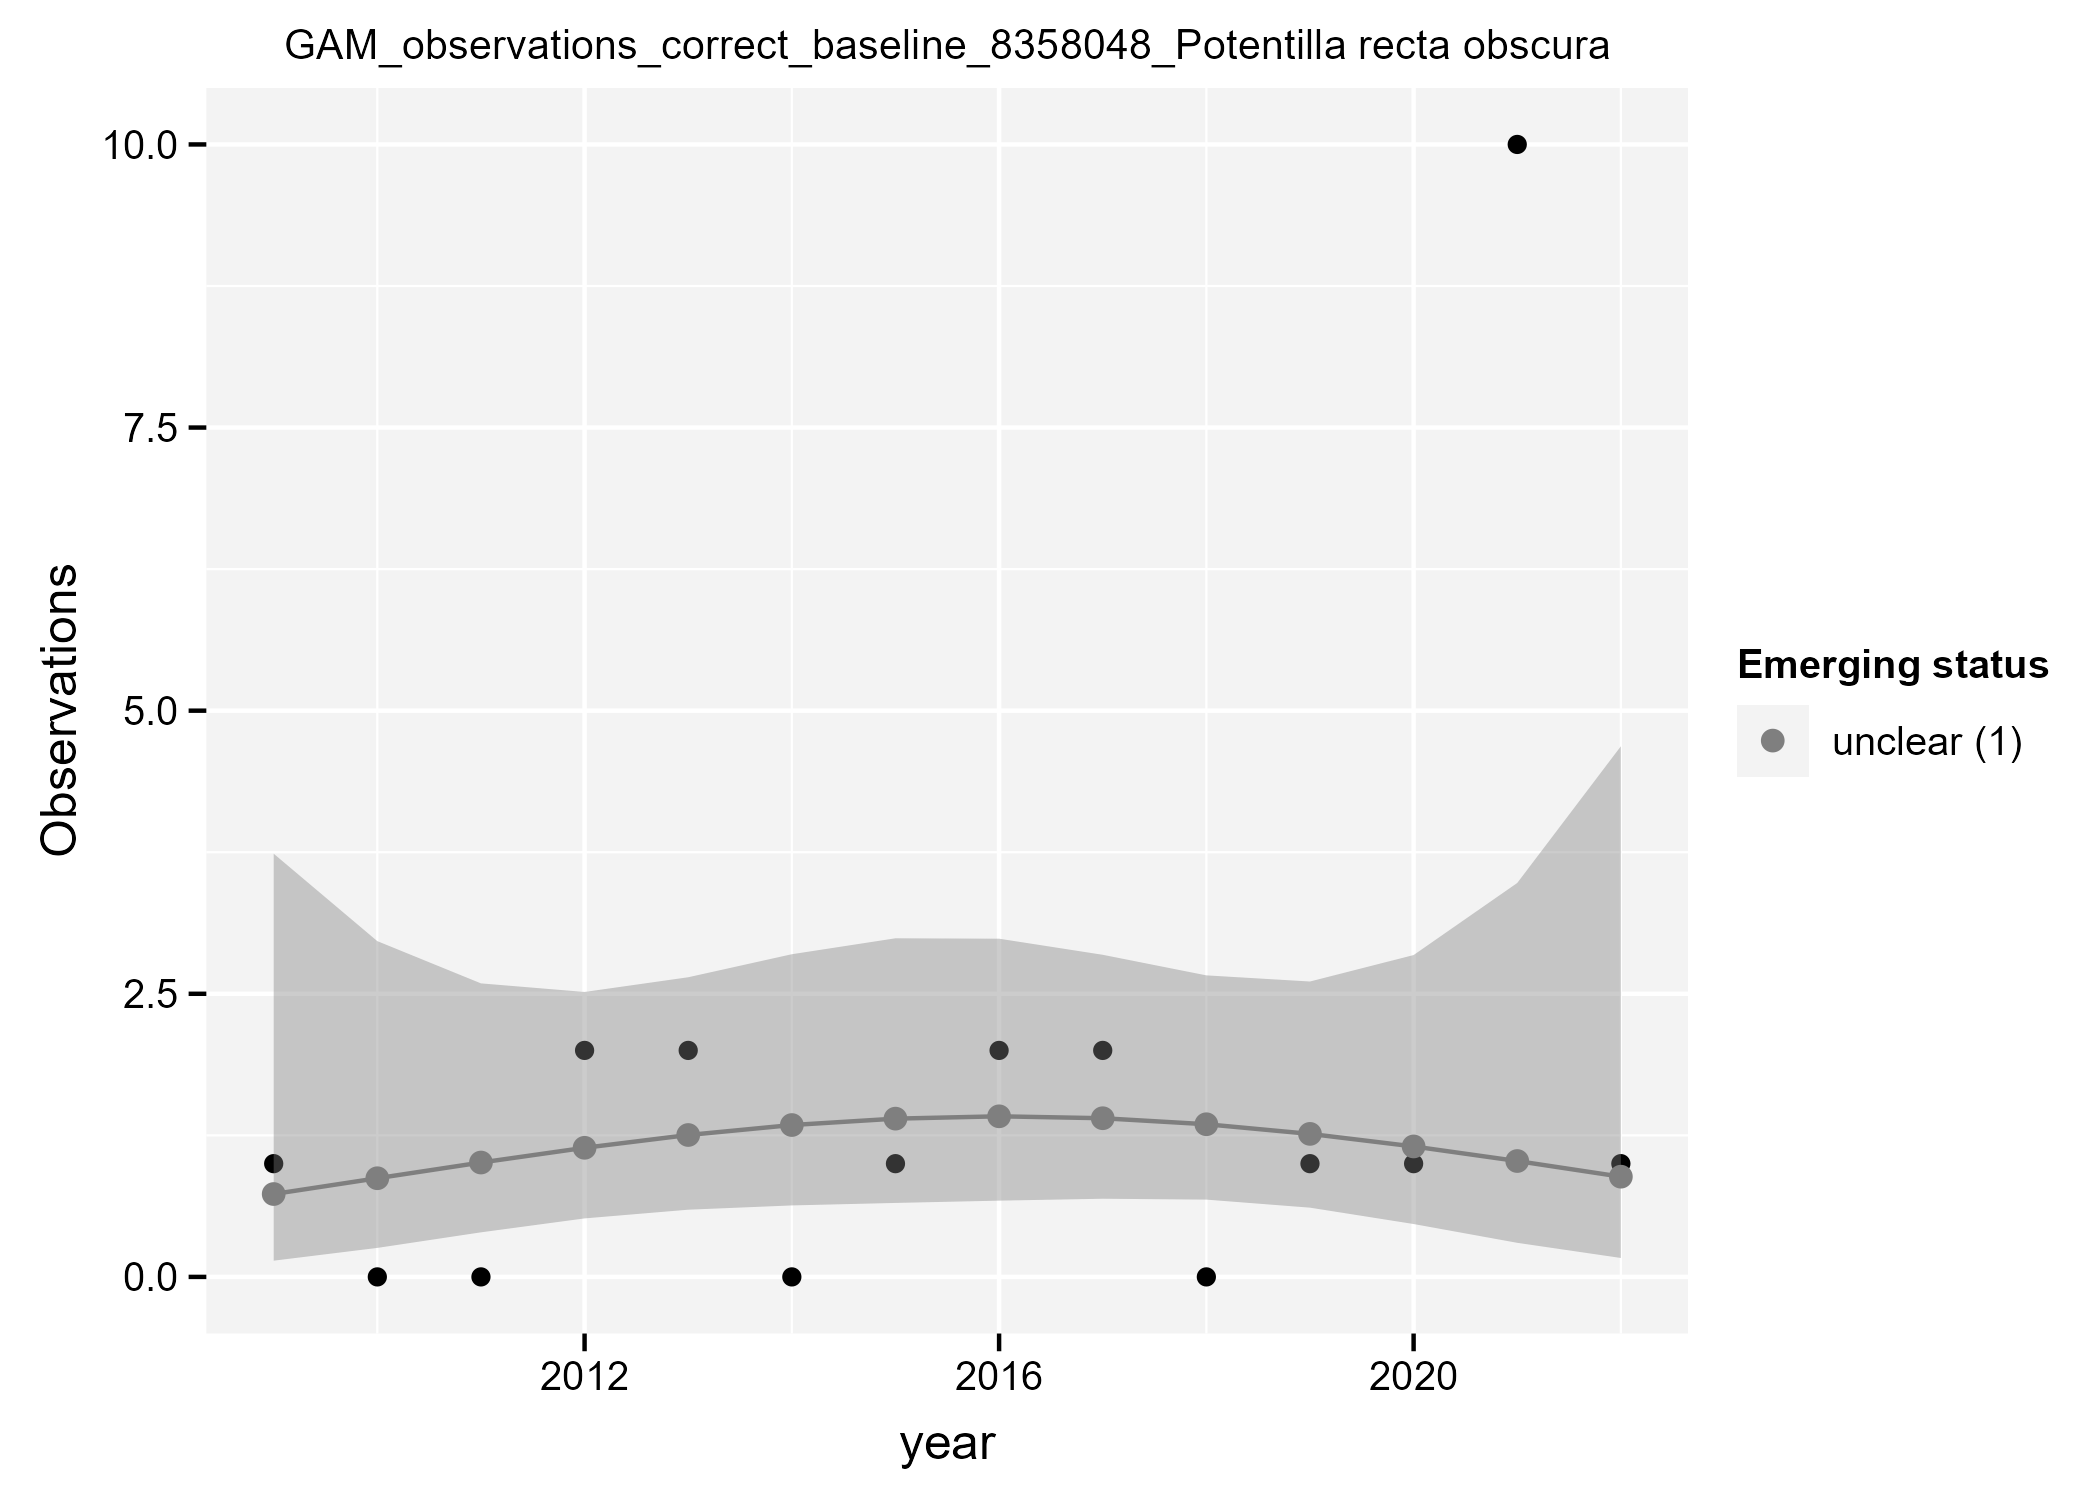 GAM_observations_correct_baseline_8358048_Potentilla recta obscura
10.0
7.5
5.0
2.5
0.0
Observations
2012
2016
2020
year
Emerging status
unclear (1)